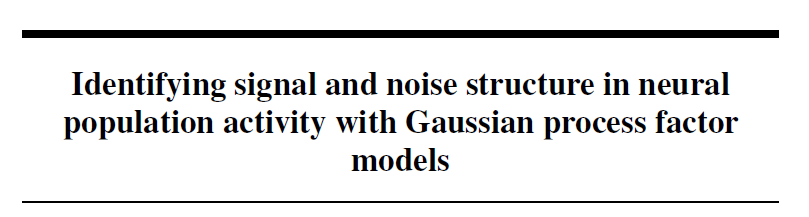 Identifying signal and noise structure in neural
population activity with Gaussian process factor
models